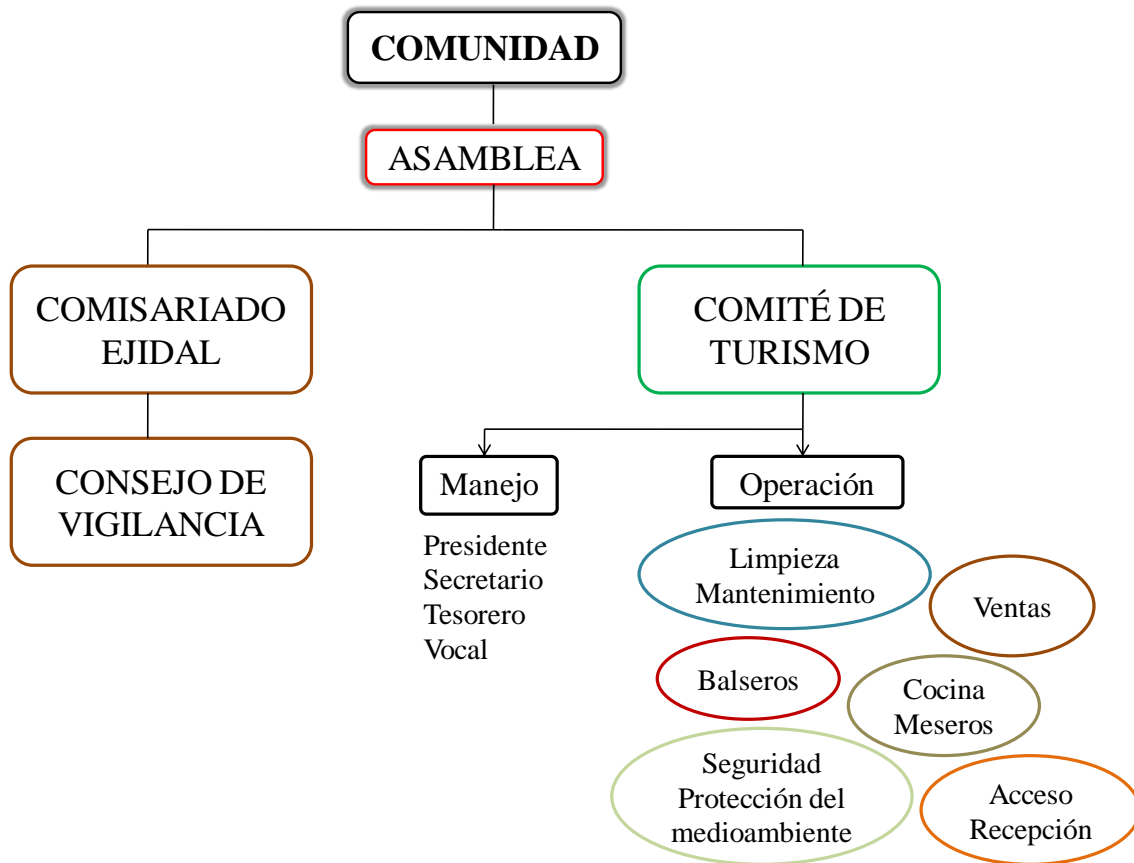 COMUNIDAD
ASAMBLEA
COMISARIADO
EJIDAL
COMITÉ DE
TURISMO
CONSEJO DE
VIGILANCIA
Manejo
Operación
Presidente
Secretario
Tesorero
Vocal
Limpieza
Mantenimiento
Ventas
Balseros
Cocina
Meseros
Seguridad
Protección del
medioambiente
Acceso
Recepción